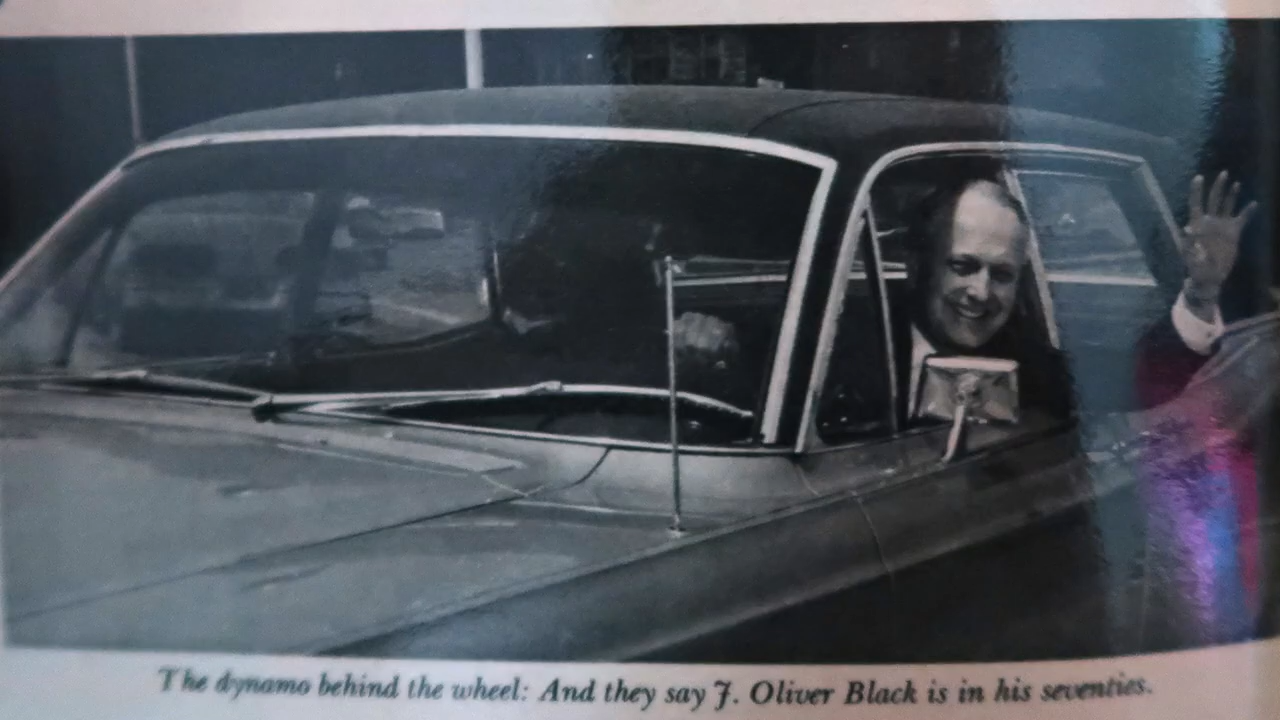 The dynamo behind the wheel: And they say J. Oliver Black is in his seventies.